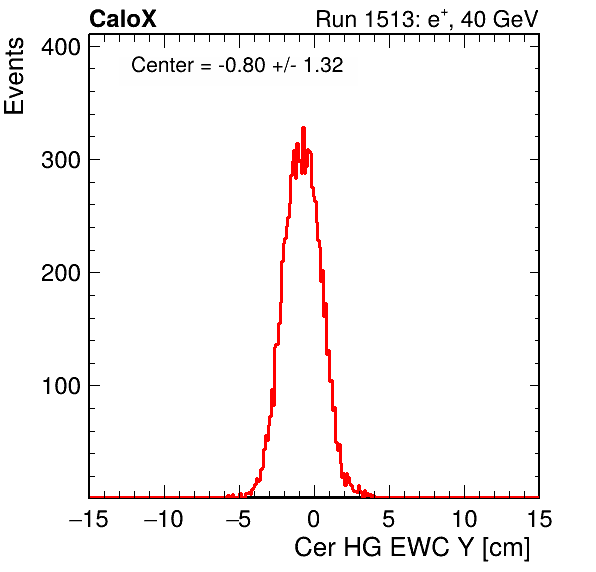 CaloX
Run 1513: e+, 40 GeV
Center = -0.80 +/- 1.32
Events
400
300
200
100
−15
−10
−5
0
5
10
15
Cer HG EWC Y [cm]